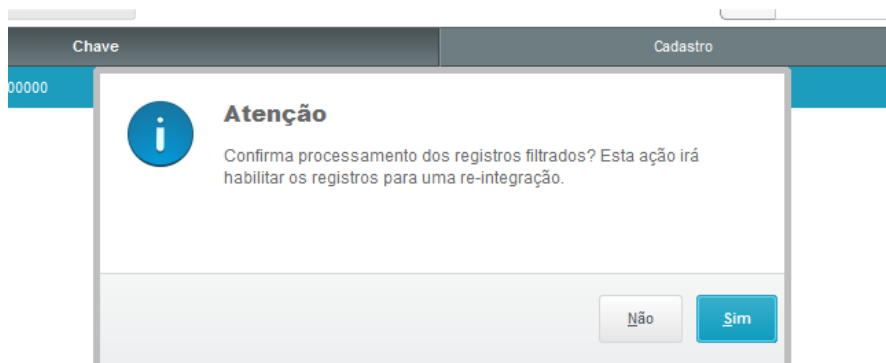 Chave Cadastro
00000
Atenção
Confirma processamento dos registros filtrados? Esta ação irá
habilitar os registros para uma re-integração.
Não Sim